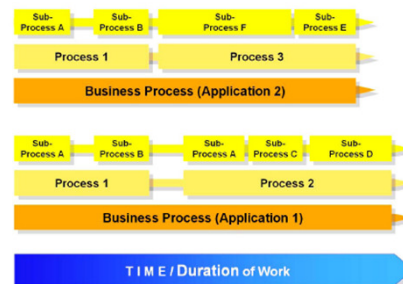 Sub-
Process A
Sub-
Process B
Sub-
Process F
Sub-
Process E
Process 1
Process 3
Business Process (Application 2)
Sub-
Process A
Sub-
Process B
Sub-
Process A
Sub-
Process C
Sub-
Process D
Process 1
Process 2
Business Process (Application 1)
T I M E / Duration of Work